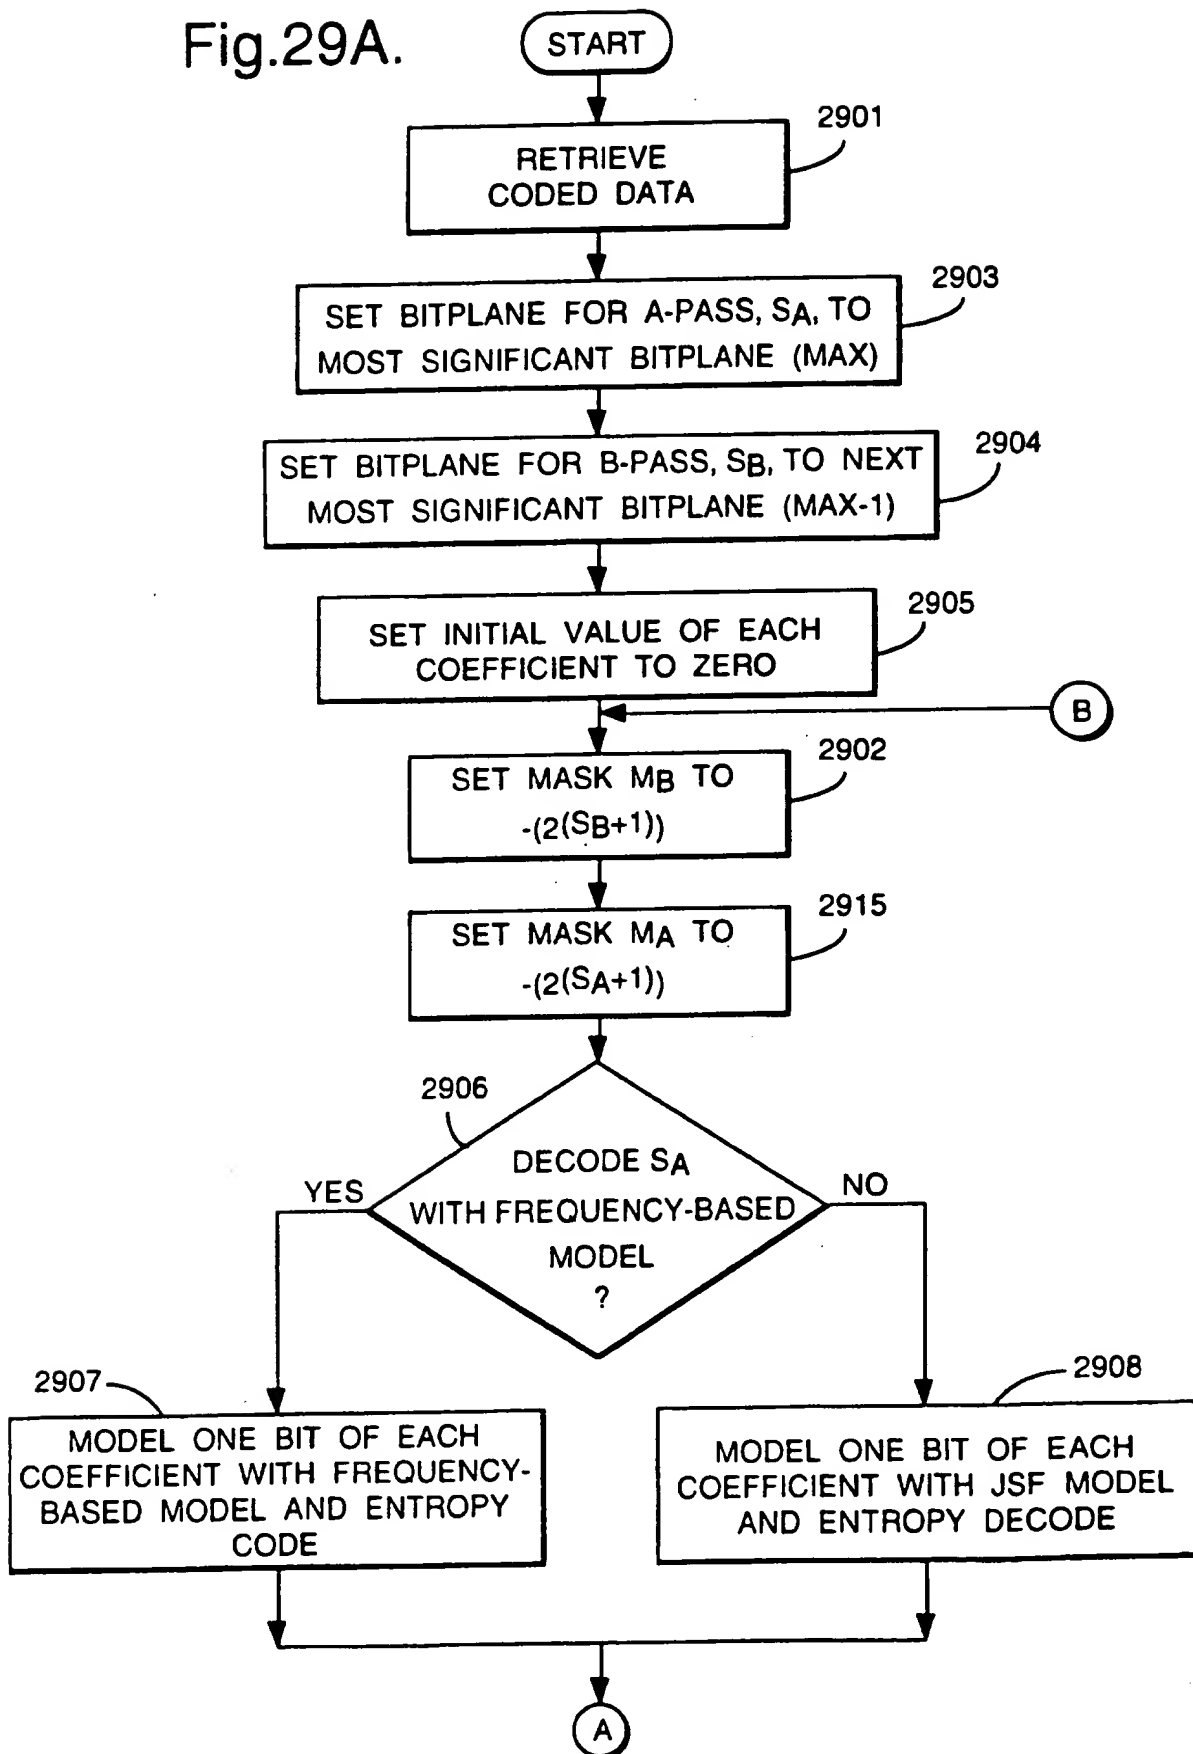 Fig.29A.
START
2901
RETRIEVE
CODED DATA
2903
SET BITPLANE FOR A-PASS, SA, TO
MOST SIGNIFICANT BITPLANE (MAX)
2904
SET BITPLANE FOR B-PASS, SB, TO NEXT
MOST SIGNIFICANT BITPLANE (MAX-1)
2905
SET INITIAL VALUE OF EACH
COEFFICIENT TO ZERO
B
2902
SET MASK MB TO
-(2(SB+1))
2915
SET MASK MA TO
-(2(SA+1))
2906
DECODE SA
WITH FREQUENCY-BASED
MODEL
?
YES
NO
2907
MODEL ONE BIT OF EACH
COEFFICIENT WITH FREQUENCY-
BASED MODEL AND ENTROPY
CODE
2908
MODEL ONE BIT OF EACH
COEFFICIENT WITH JSF MODEL
AND ENTROPY DECODE
A